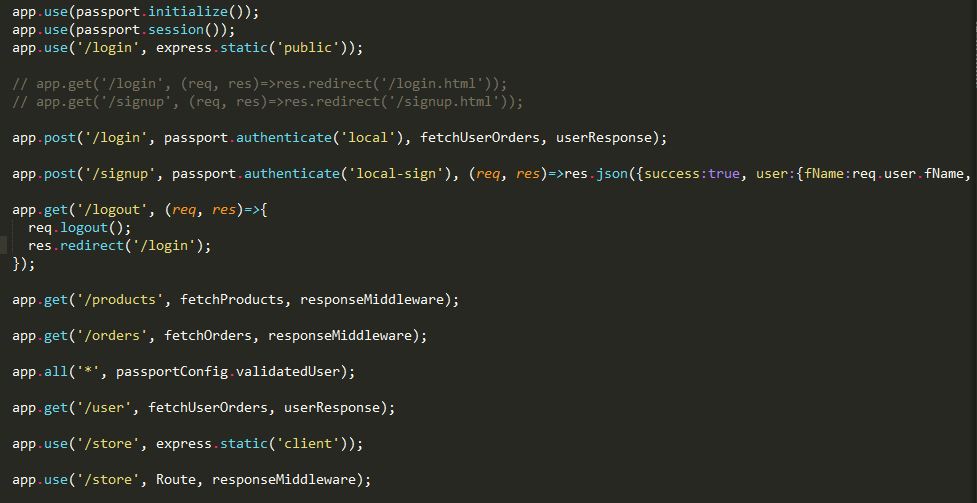 app.use(passport.initialize());
app.use(passport.session());
app.use('/login', express.static('public'));
// app.get('/login', (req, res)=>res.redirect('/login.html'));
// app.get('/signup', (req, res)=>res.redirect('/signup.html'));
app.post('/login', passport.authenticate('local'), fetchUserOrders, userResponse);
app.post('/signup', passport.authenticate('local-sign'), (req, res)=>res.json({success:true, user:{fName:req.user.fName,
app.get('/logout', (req, res)=>{
  req.logout();
  res.redirect('/login');
});
app.get('/products', fetchProducts, responseMiddleware);
app.get('/orders', fetchOrders, responseMiddleware);
app.all('*', passportConfig.validatedUser);
app.get('/user', fetchUserOrders, userResponse);
app.use('/store', express.static('client'));
app.use('/store', Route, responseMiddleware);